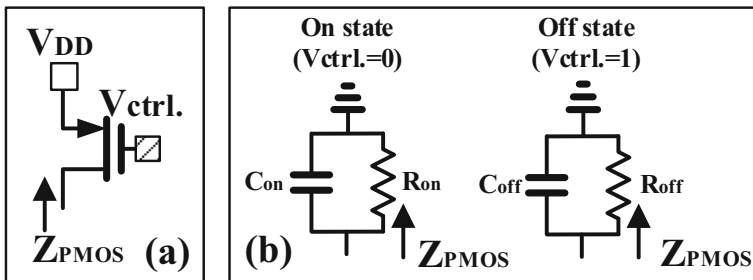 VDD
Vctrl.
ZPMOS
(a)
On state
(Vctrl.=0)
Con
Ron
ZPMOS
(b)
Off state
(Vctrl.=1)
Coff
Roff
ZPMOS